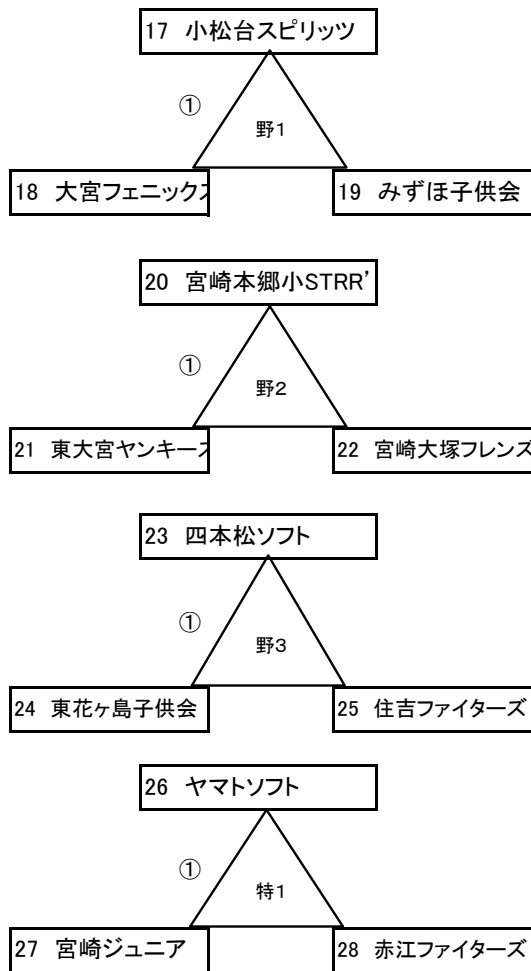 17 小松台スピリッツ
①
野1
18 大宮フェニックス
19 みずほ子供会
20 宮崎本郷小STRR'
①
野2
21 東大宮ヤンキース
22 宮崎大塚フレンズ
23 四本松ソフト
①
野3
24 東花ヶ島子供会
25 住吉ファイターズ
26 ヤマトソフト
①
特1
27 宮崎ジュニア
28 赤江ファイターズ